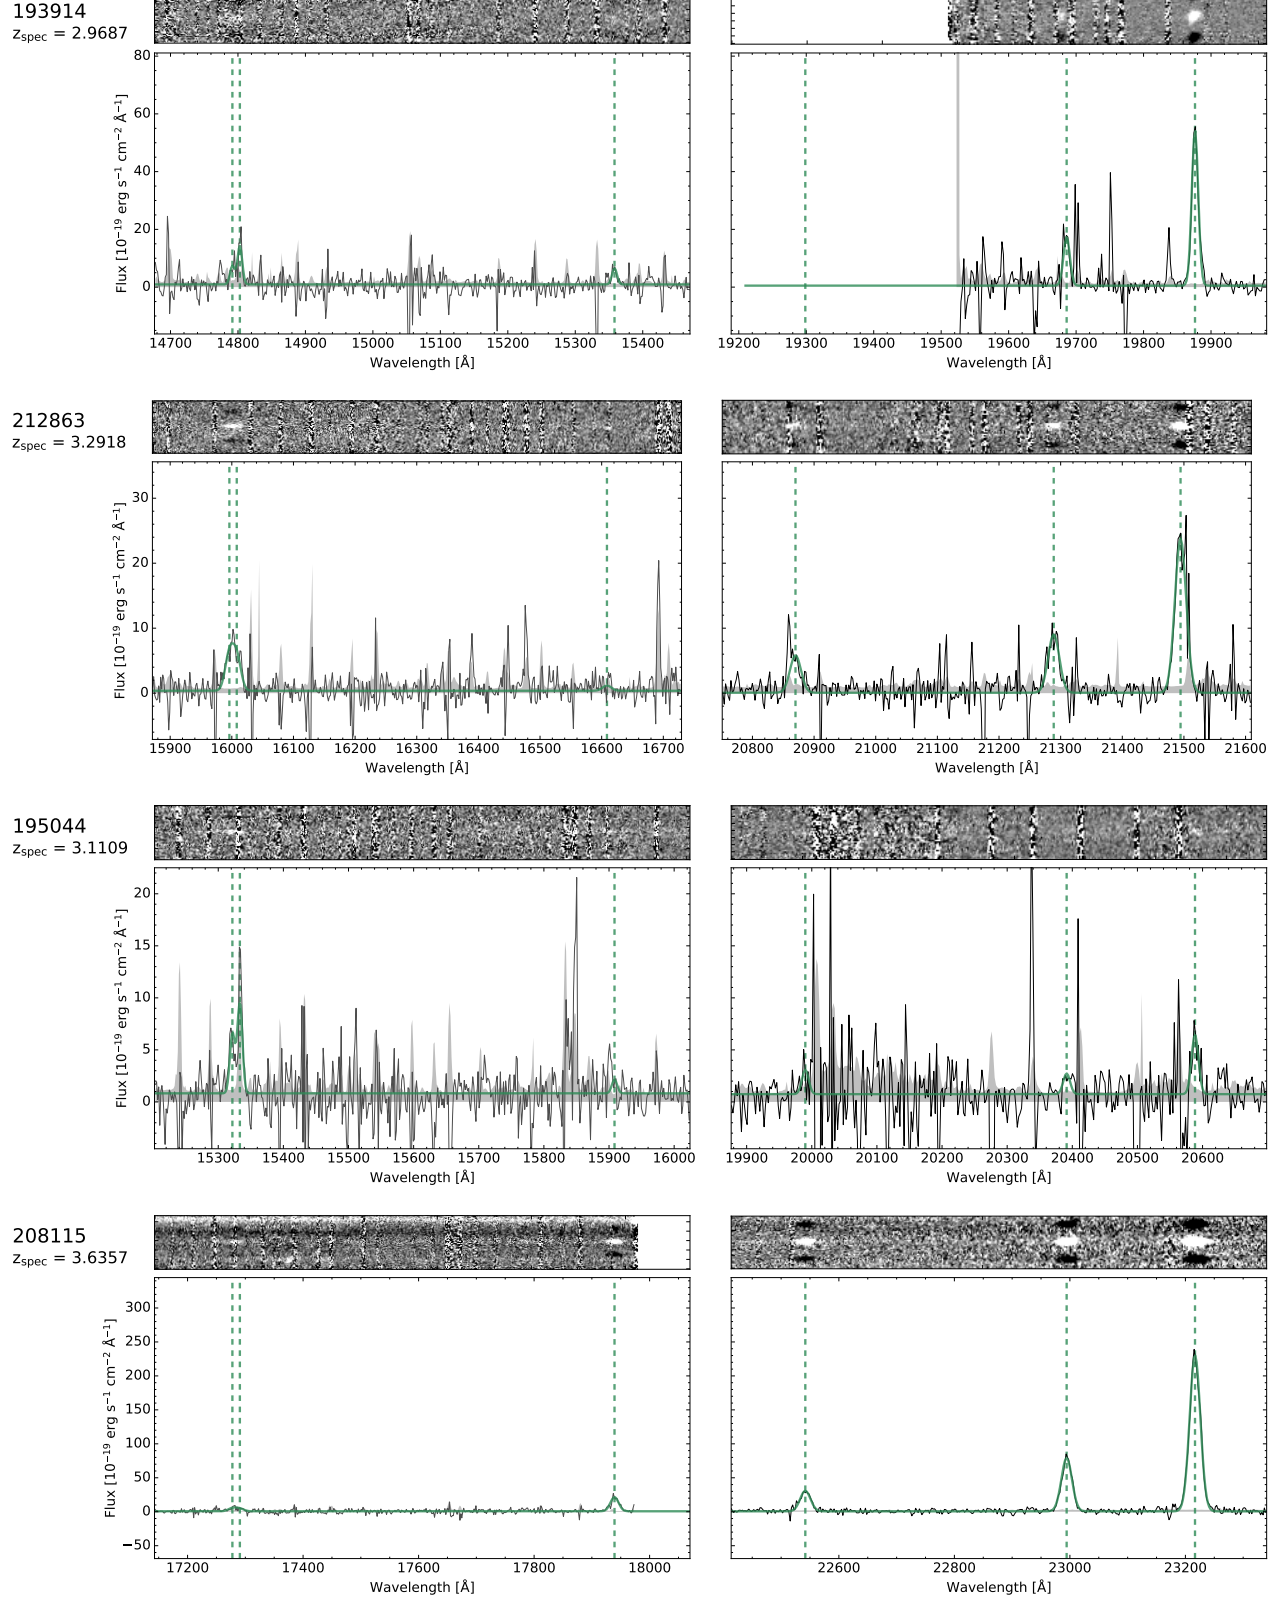 193914
zspec = 2.9687
80
60
40
20
0
Flux [10−19 erg s−1 cm−2 Å−1]
14700 14800 14900 15000 15100 15200 15300 15400
Wavelength [Å]
19200 19300 19400 19500 19600 19700 19800 19900
Wavelength [Å]
212863
zspec = 3.2918
30
20
10
0
Flux [10−19 erg s−1 cm−2 Å−1]
15900 16000 16100 16200 16300 16400 16500 16600 16700
Wavelength [Å]
20800 20900 21000 21100 21200 21300 21400 21500 21600
Wavelength [Å]
195044
zspec = 3.1109
20
15
10
5
0
Flux [10−19 erg s−1 cm−2 Å−1]
15300 15400 15500 15600 15700 15800 15900 16000
Wavelength [Å]
19900 20000 20100 20200 20300 20400 20500 20600
Wavelength [Å]
208115
zspec = 3.6357
300
250
200
150
100
50
0
−50
Flux [10−19 erg s−1 cm−2 Å−1]
17200 17400 17600 17800 18000
Wavelength [Å]
22600 22800 23000 23200
Wavelength [Å]